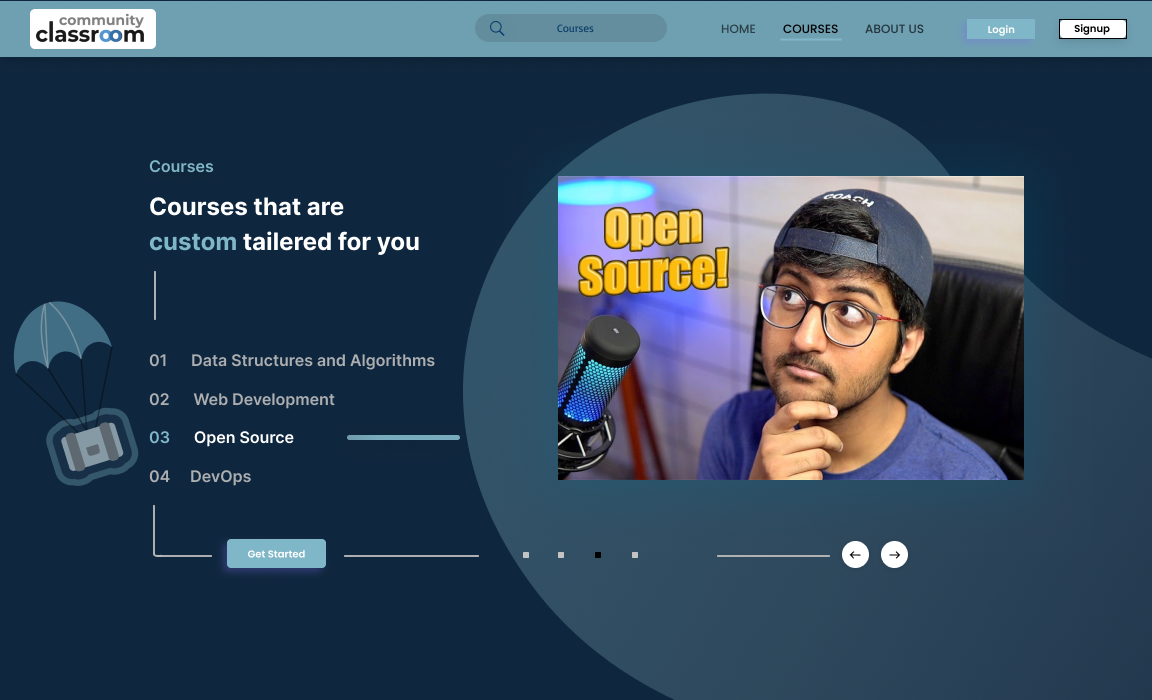 community
classroom
Courses
HOME
COURSES
ABOUT US
Login
Signup
Courses
Courses that are
custom tailered for you
01 Data Structures and Algorithms
02 Web Development
03 Open Source
04 DevOps
Get Started
Open
Source!
COACH